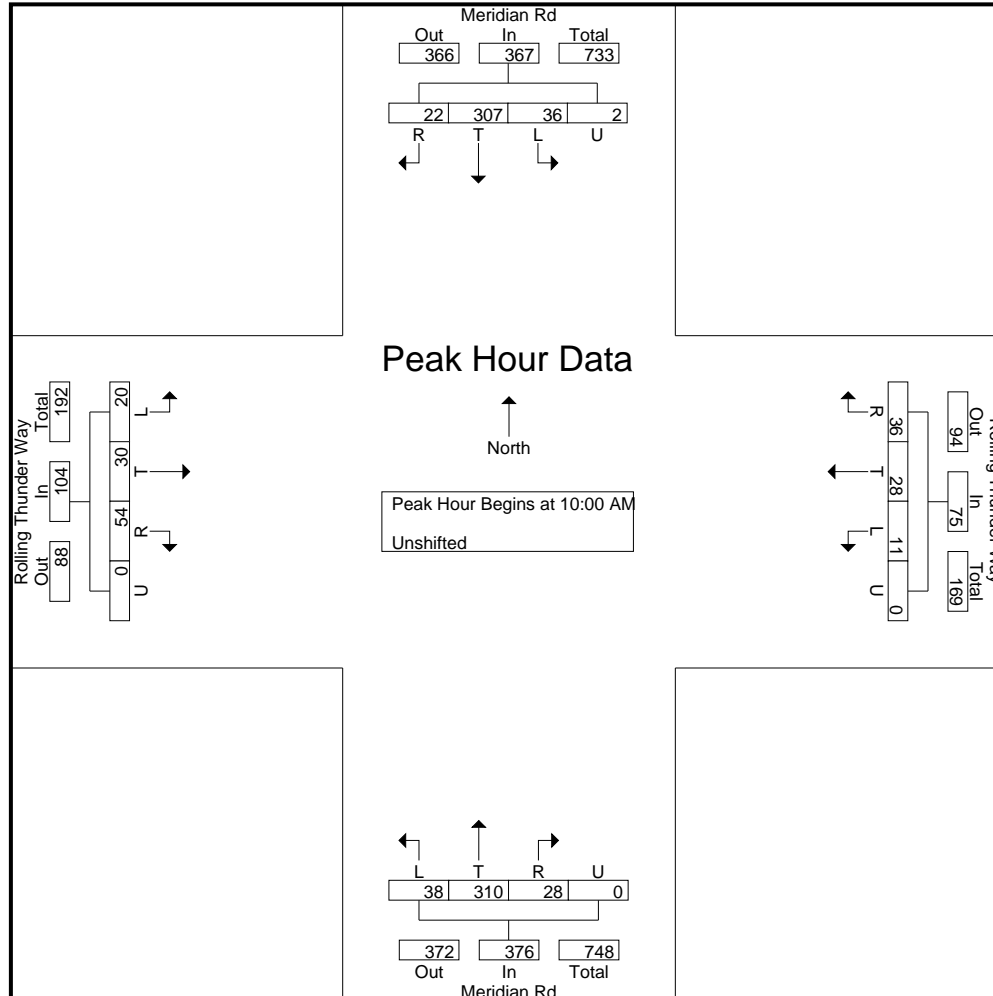 Meridian Rd
Out In Total
366 367 733
22 307 36 2
R T L U
Peak Hour Data
North
Peak Hour Begins at 10:00 AM
Unshifted
Rolling Thunder Way
Total In Out
192 104 88
20 30 54 0
L T R U
Rolling Thunder Way
Out In Total
94 75 169
36 28 11 0
R T L U
L T R U
38 310 28 0
372 376 748
Out In Total
Meridian Rd